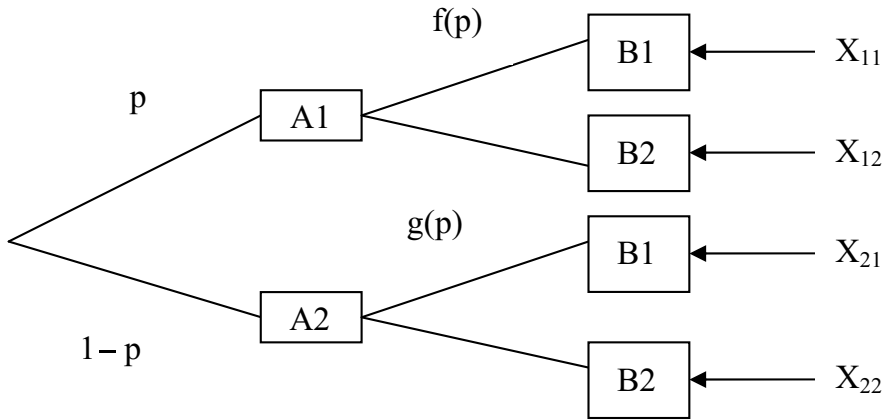 f(p)
B1
X₁₁
p
A1
B2
X₁₂
g(p)
B1
X₂₁
A2
1 – p
B2
X₂₂